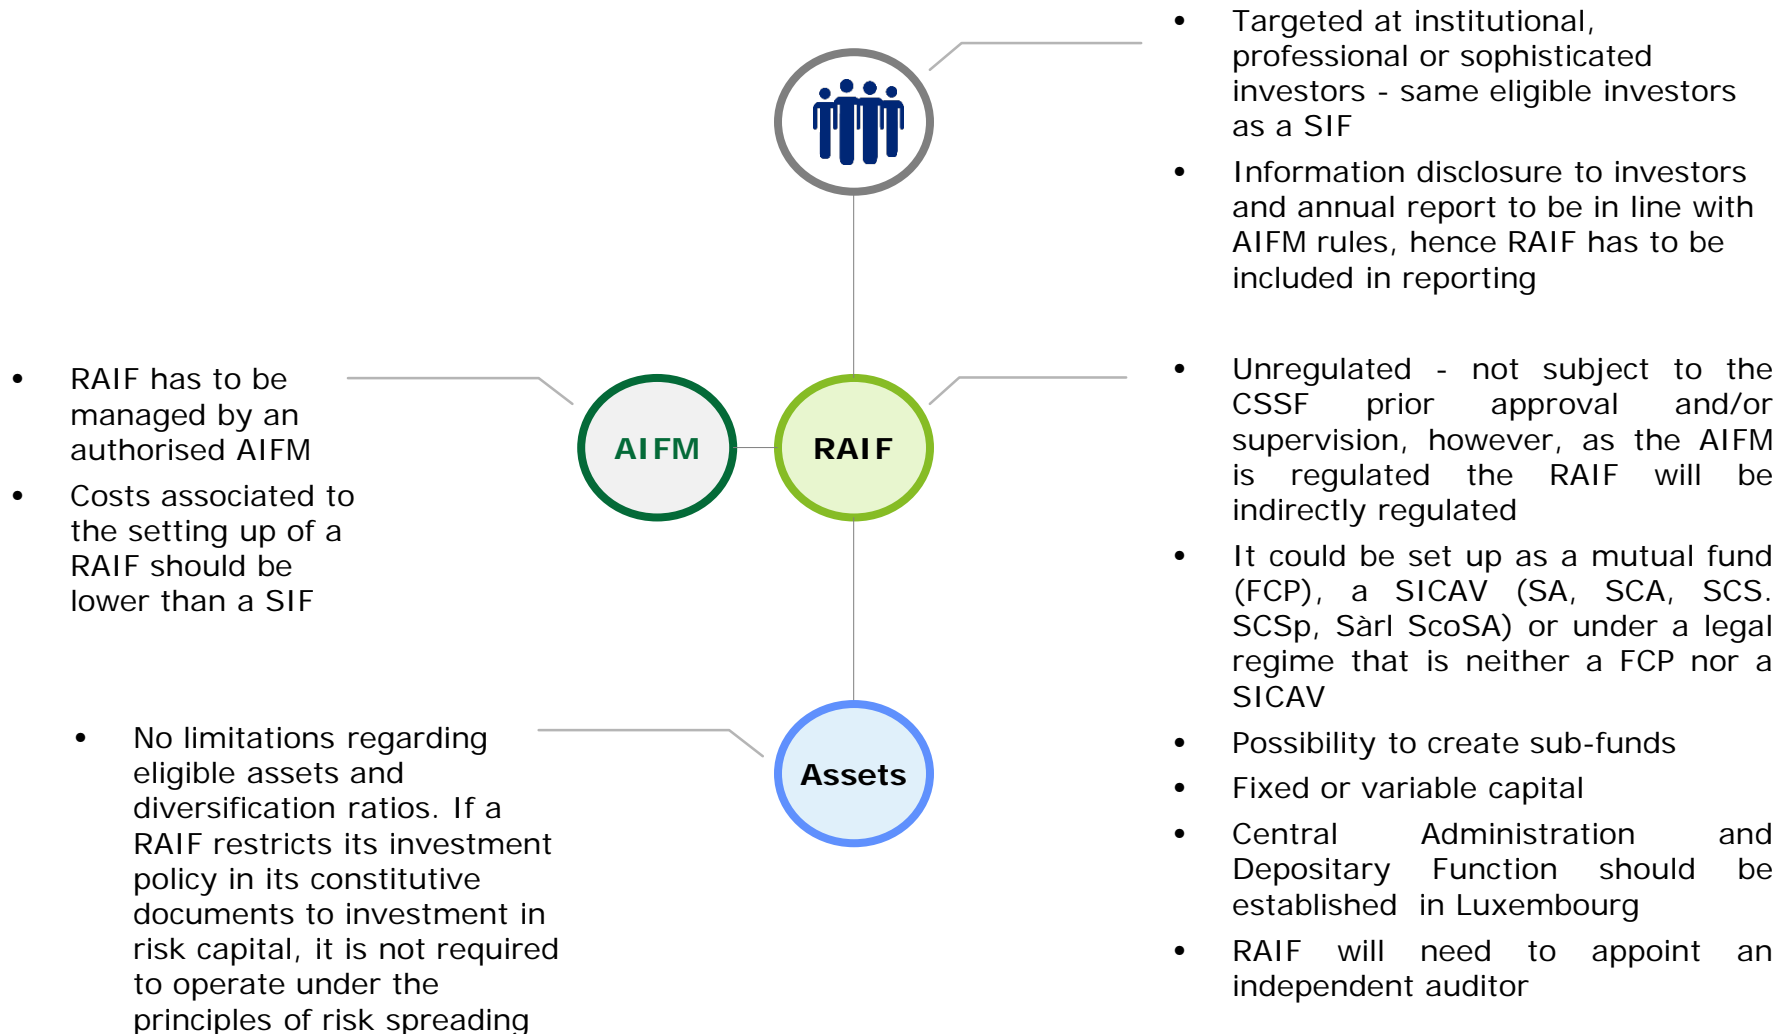 • Targeted at institutional,
professional or sophisticated
investors - same eligible investors
as a SIF
• Information disclosure to investors
and annual report to be in line with
AIFM rules, hence RAIF has to be
included in reporting
• RAIF has to be
managed by an
authorised AIFM
• Costs associated to
the setting up of a
RAIF should be
lower than a SIF
AIFM
RAIF
• Unregulated - not subject to the
CSSF prior approval and/or
supervision, however, as the AIFM
is regulated the RAIF will be
indirectly regulated
• It could be set up as a mutual fund
(FCP), a SICAV (SA, SCA, SCS.
SCSp, Sàrl ScoSA) or under a legal
regime that is neither a FCP nor a
SICAV
• Possibility to create sub-funds
• Fixed or variable capital
• Central Administration and
Depositary Function should be
established in Luxembourg
• RAIF will need to appoint an
independent auditor
• No limitations regarding
eligible assets and
diversification ratios. If a
RAIF restricts its investment
policy in its constitutive
documents to investment in
risk capital, it is not required
to operate under the
principles of risk spreading
Assets